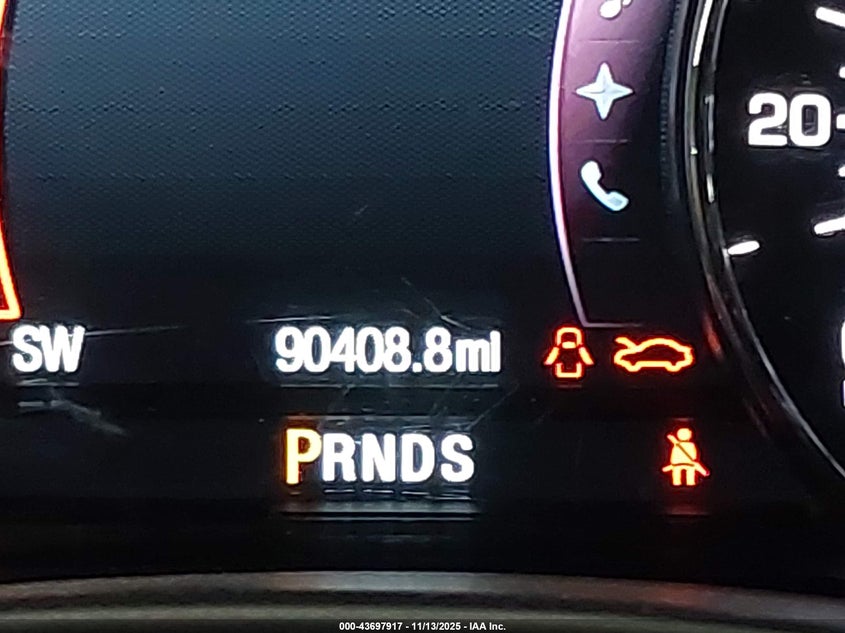 20
SW
90408.8mi
PRNDS
000-43697917 - 11/13/2025 - IAA Inc.